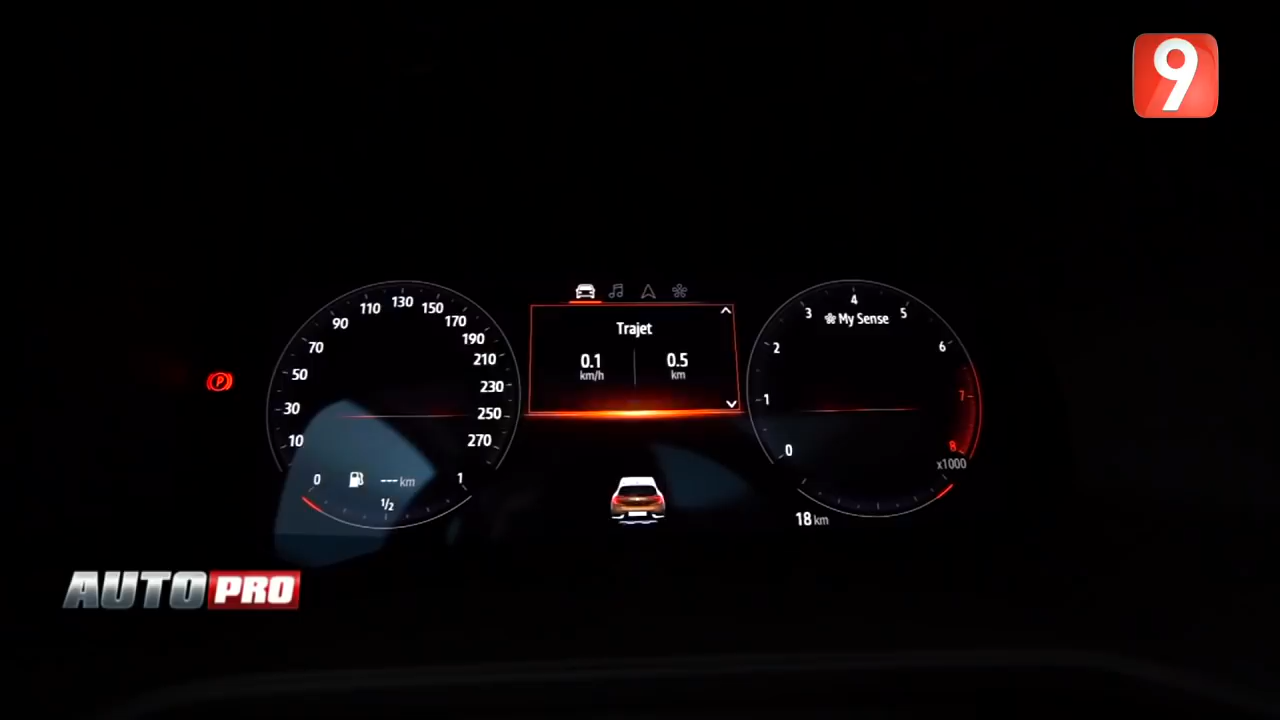 9
130
110 150
90 170
70 190
50 210
30 230
10 250
270
0 --- km 1
1/2
P
Trajet
0.1 0.5
km/h km
4
3 My Sense 5
2 6
1 7
0 8
x1000
18 km
AUTO PRO